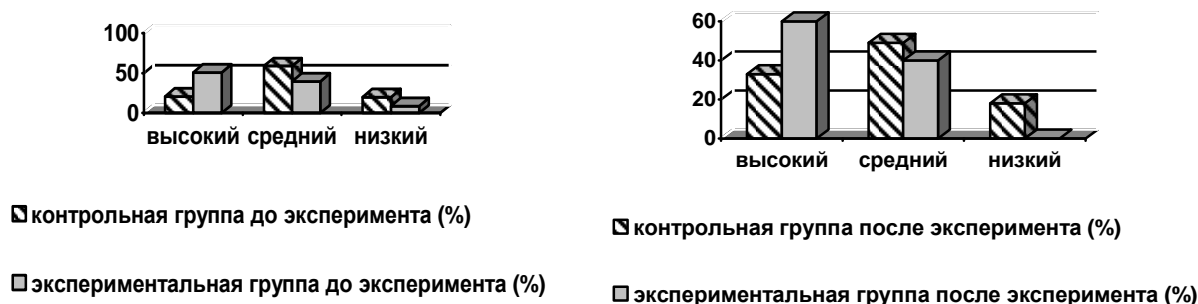 100
50
0
высокий средний низкий
контрольная группа до эксперимента (%)
экспериментальная группа до эксперимента (%)
60
40
20
0
высокий средний низкий
контрольная группа после эксперимента (%)
экспериментальная группа после эксперимента (%)